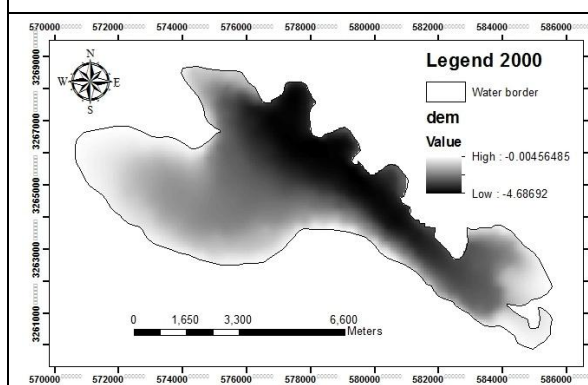 570000 572000 574000 576000 578000 580000 582000 584000 586000
3269000
3267000
3265000
3263000
3261000
N
W E
S
Legend 2000
Water border
dem
Value
High : -0.00456485
Low : -4.68692
0 1,650 3,300 6,600
Meters
570000 572000 574000 576000 578000 580000 582000 584000 586000